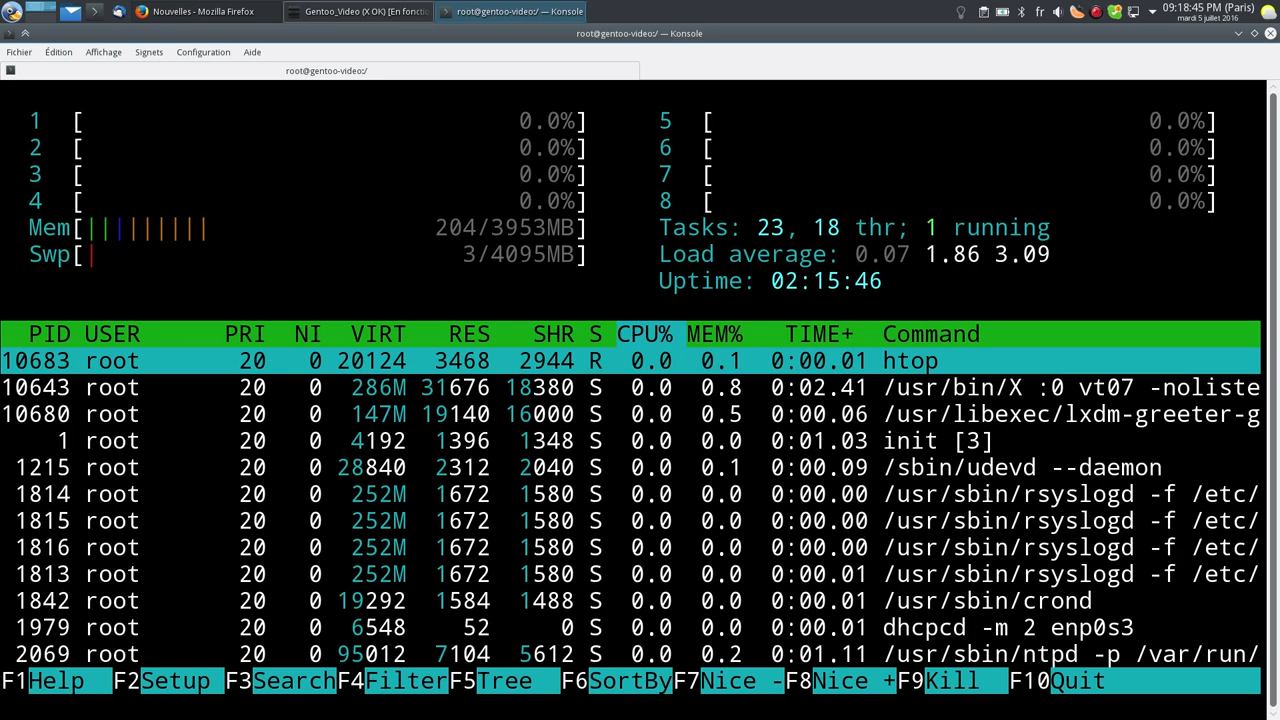 Nouvelles - Mozilla Firefox
Gentoo_Video (X OK) [En foncti
root@gentoo-video:/ — Konsole
fr
09:18:45 (Paris)
mardi 5 juillet 2016
root@gentoo-video:/ — Konsole
Fichier Édition Affichage Signets Configuration Aide
root@gentoo-video:/
1 [ 0.0%] 5 [ 0.0%]
2 [ 0.0%] 6 [ 0.0%]
3 [ 0.0%] 7 [ 0.0%]
4 [ 0.0%] 8 [ 0.0%]
Mem[||||||||| 204/3953MB] Tasks: 23, 18 thr; 1 running
Swp[| 3/4095MB] Load average: 0.07 1.86 3.09
Uptime: 02:15:46
PID USER PRI NI VIRT RES SHR S CPU% MEM% TIME+ Command
10683 root 20 0 20124 3468 2944 R 0.0 0.1 0:00.01 htop
10643 root 20 0 286M 31676 18380 S 0.0 0.8 0:02.41 /usr/bin/X :0 vt07 -noliste
10680 root 20 0 147M 19140 16000 S 0.0 0.5 0:00.06 /usr/libexec/lxdm-greeter-g
1 root 20 0 4192 1396 1348 S 0.0 0.0 0:01.03 init [3]
1215 root 20 0 28840 2312 2040 S 0.0 0.1 0:00.09 /sbin/udevd --daemon
1814 root 20 0 252M 1672 1580 S 0.0 0.0 0:00.00 /usr/sbin/rsyslogd -f /etc/
1815 root 20 0 252M 1672 1580 S 0.0 0.0 0:00.00 /usr/sbin/rsyslogd -f /etc/
1816 root 20 0 252M 1672 1580 S 0.0 0.0 0:00.00 /usr/sbin/rsyslogd -f /etc/
1813 root 20 0 252M 1672 1580 S 0.0 0.0 0:00.01 /usr/sbin/rsyslogd -f /etc/
1842 root 20 0 19292 1584 1488 S 0.0 0.0 0:00.01 /usr/sbin/crond
1979 root 20 0 6548 52 0 S 0.0 0.0 0:00.01 dhcpcd -m 2 enp0s3
2069 root 20 0 95012 7104 5612 S 0.0 0.2 0:01.11 /usr/sbin/ntpd -p /var/run/
F1Help F2Setup F3Search F4Filter F5Tree F6SortBy F7Nice - F8Nice + F9Kill F10Quit